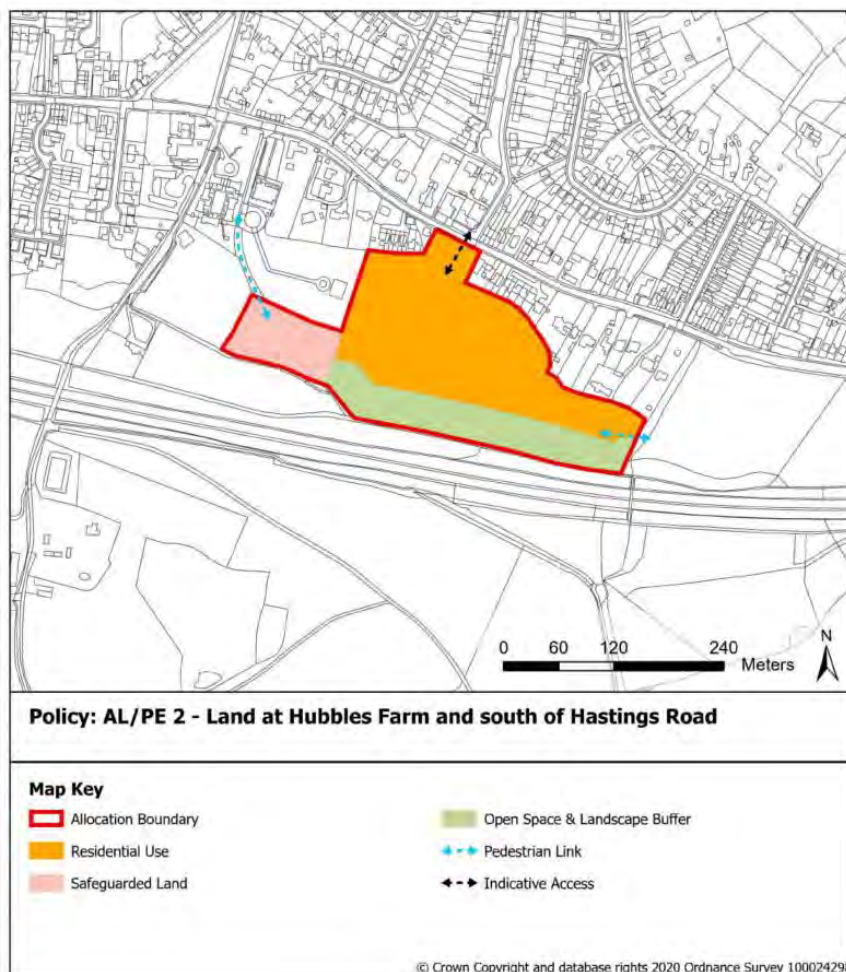 0 60 120 240
Meters
N
Policy: AL/PE 2 - Land at Hubbles Farm and south of Hastings Road
Map Key
Allocation Boundary
Residential Use
Safeguarded Land
Open Space & Landscape Buffer
Pedestrian Link
Indicative Access
© Crown Copyright and database rights 2020 Ordnance Survey 100024298